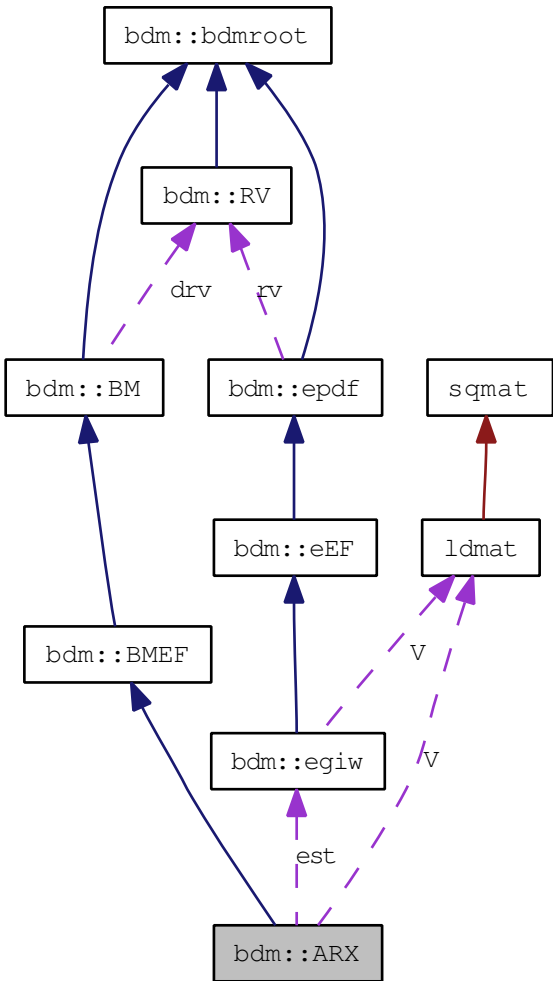 bdm::bdmroot
bdm::RV
drv
rv
bdm::BM
bdm::epdf
sqmat
bdm::eEF
ldmat
bdm::BMEF
V
bdm::egiw
V
est
bdm::ARX